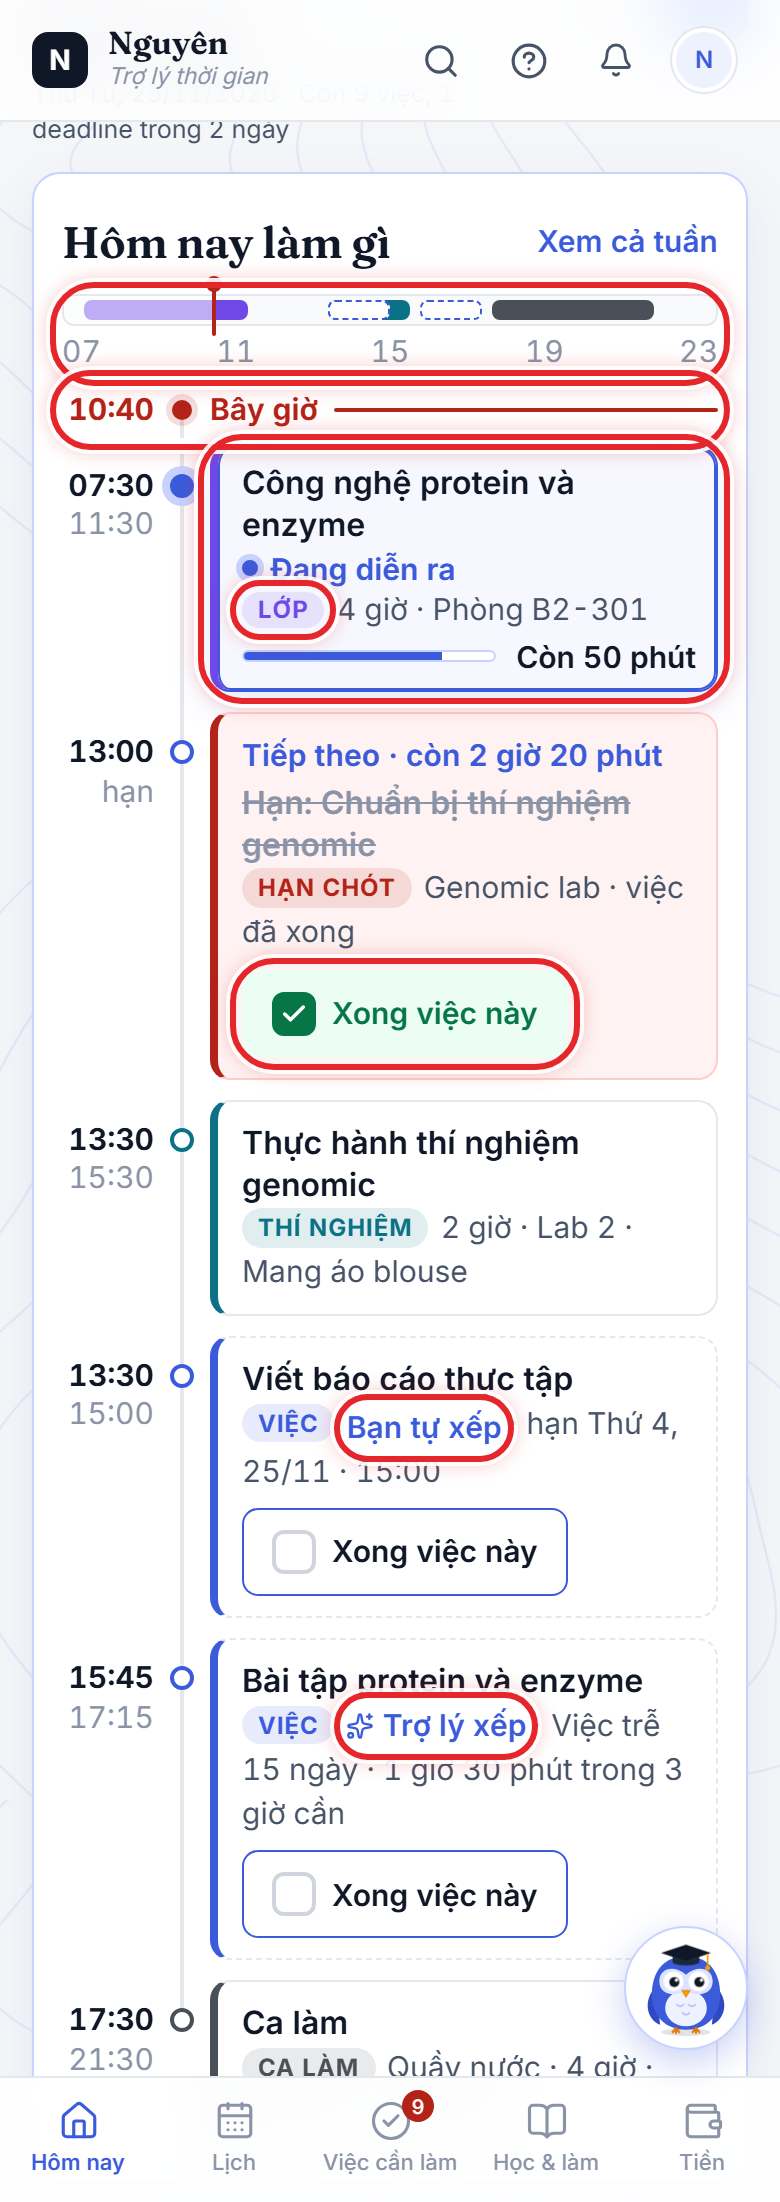 N
Nguyên
Trợ lý thời gian
N
deadline trong 2 ngày
Hôm nay làm gì
Xem cả tuần
07 11 15 19 23
10:40 Bây giờ
07:30
11:30
Công nghệ protein và
enzyme
Đang diễn ra
LỚP 4 giờ · Phòng B2-301
Còn 50 phút
13:00
hạn
Tiếp theo · còn 2 giờ 20 phút
Hạn: Chuẩn bị thí nghiệm
genomic
HẠN CHÓT Genomic lab · việc
đã xong
Xong việc này
13:30
15:30
Thực hành thí nghiệm
genomic
THÍ NGHIỆM 2 giờ · Lab 2 ·
Mang áo blouse
13:30
15:00
Viết báo cáo thực tập
VIỆC Bạn tự xếp hạn Thứ 4,
25/11 · 15:00
Xong việc này
15:45
17:15
Bài tập protein và enzyme
VIỆC Trợ lý xếp Việc trễ
15 ngày · 1 giờ 30 phút trong 3
giờ cần
Xong việc này
17:30
21:30
Ca làm
CA LÀM Quầy nước · 4 giờ ·
9
Hôm nay
Lịch
Việc cần làm
Học & làm
Tiền